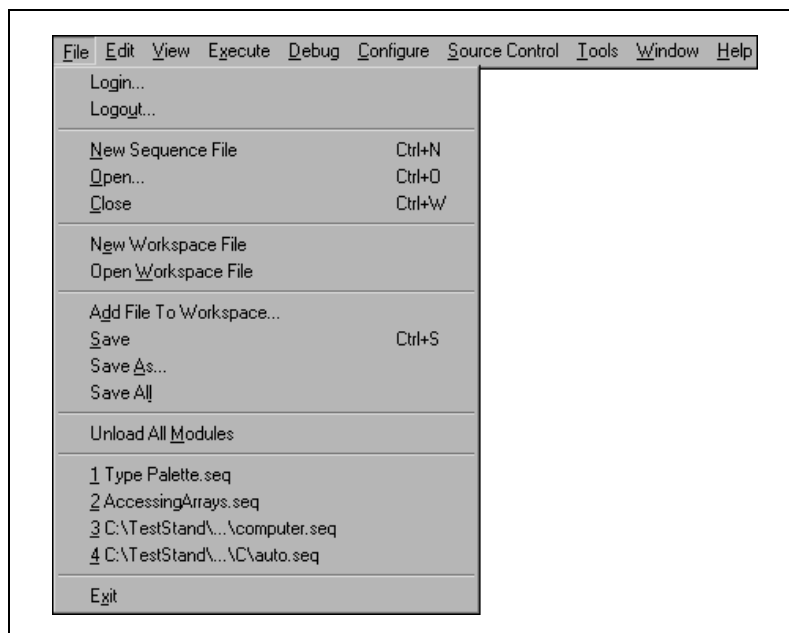 File Edit View Execute Debug Configure Source Control Tools Window Help
Login...
Logout...
New Sequence File Ctrl+N
Open... Ctrl+O
Close Ctrl+W
New Workspace File
Open Workspace File
Add File To Workspace...
Save Ctrl+S
Save As...
Save All
Unload All Modules
1 Type Palette.seq
2 AccessingArrays.seq
3 C:\TestStand\...\computer.seq
4 C:\TestStand\...\C\auto.seq
Exit